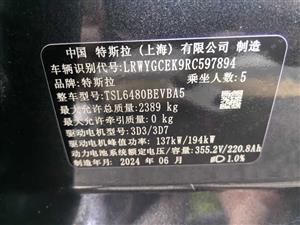 中国 特斯拉（上海）有限公司 制造
车辆识别代号:LRWYGCEK9RC597894
品牌:特斯拉 乘坐人数:5
整车型号:TSL6480BEVBA5
最大允许总质量:2389 kg
最大允许牵引质量:0 kg
驱动电机型号:3D3/3D7
驱动电机峰值功率:137kW/194kW
动力电池系统额定电压/容量:355.2V/220.8Ah
制造年月:2024 年 06 月 1.0%